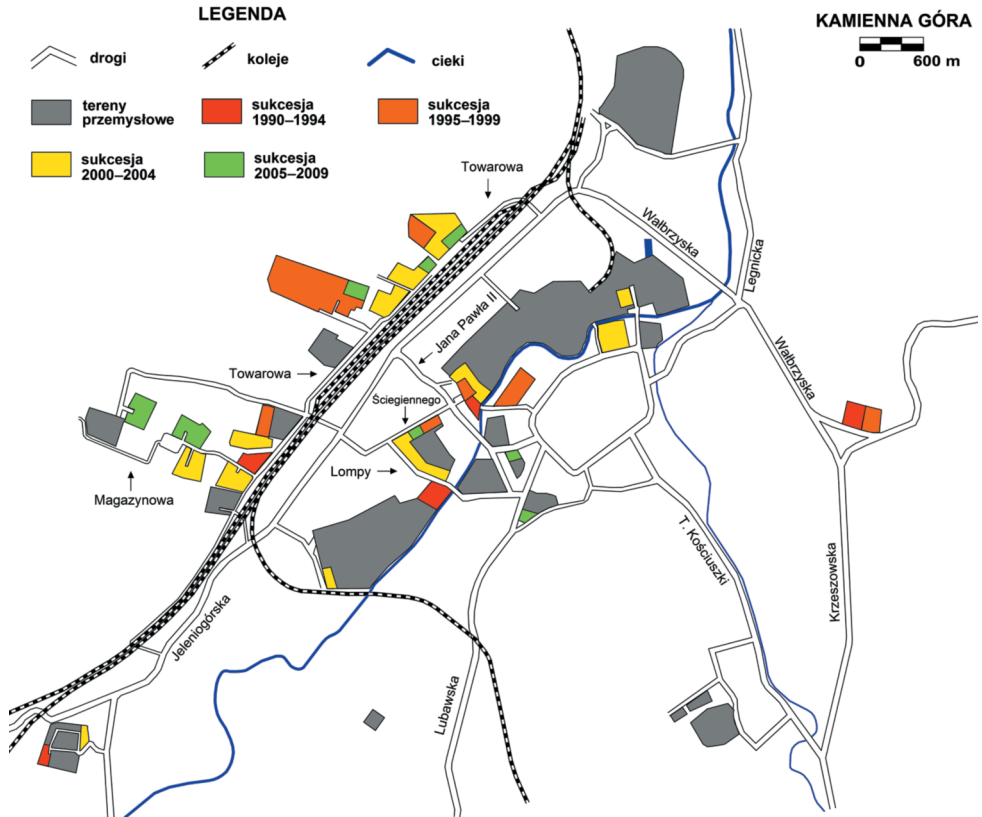 LEGENDA
KAMIENNA GÓRA
0 600 m
drogi
koleje
cieki
tereny
przemysłowe
sukcesja
1990–1994
sukcesja
1995–1999
sukcesja
2000–2004
sukcesja
2005–2009
Towarowa
Wałbrzyska
Legnicka
Jana Pawła II
Towarowa
Wałbrzyska
Ściegiennego
Lompy
Magazynowa
T. Kościuszki
Krzeszowska
Jeleniogórska
Lubawska